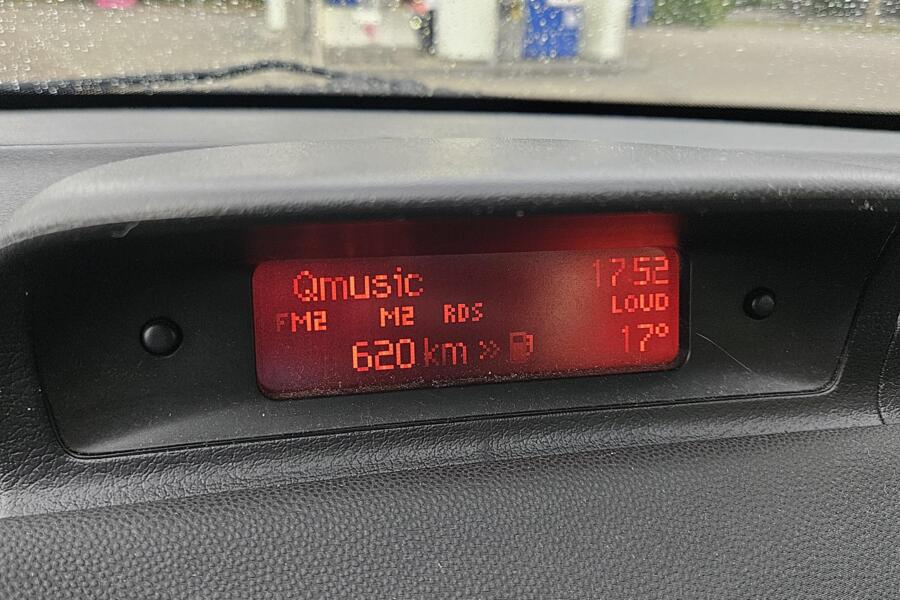 Qmusic 17:52
FM2 M2 RDS LOUD
620 km » 17°